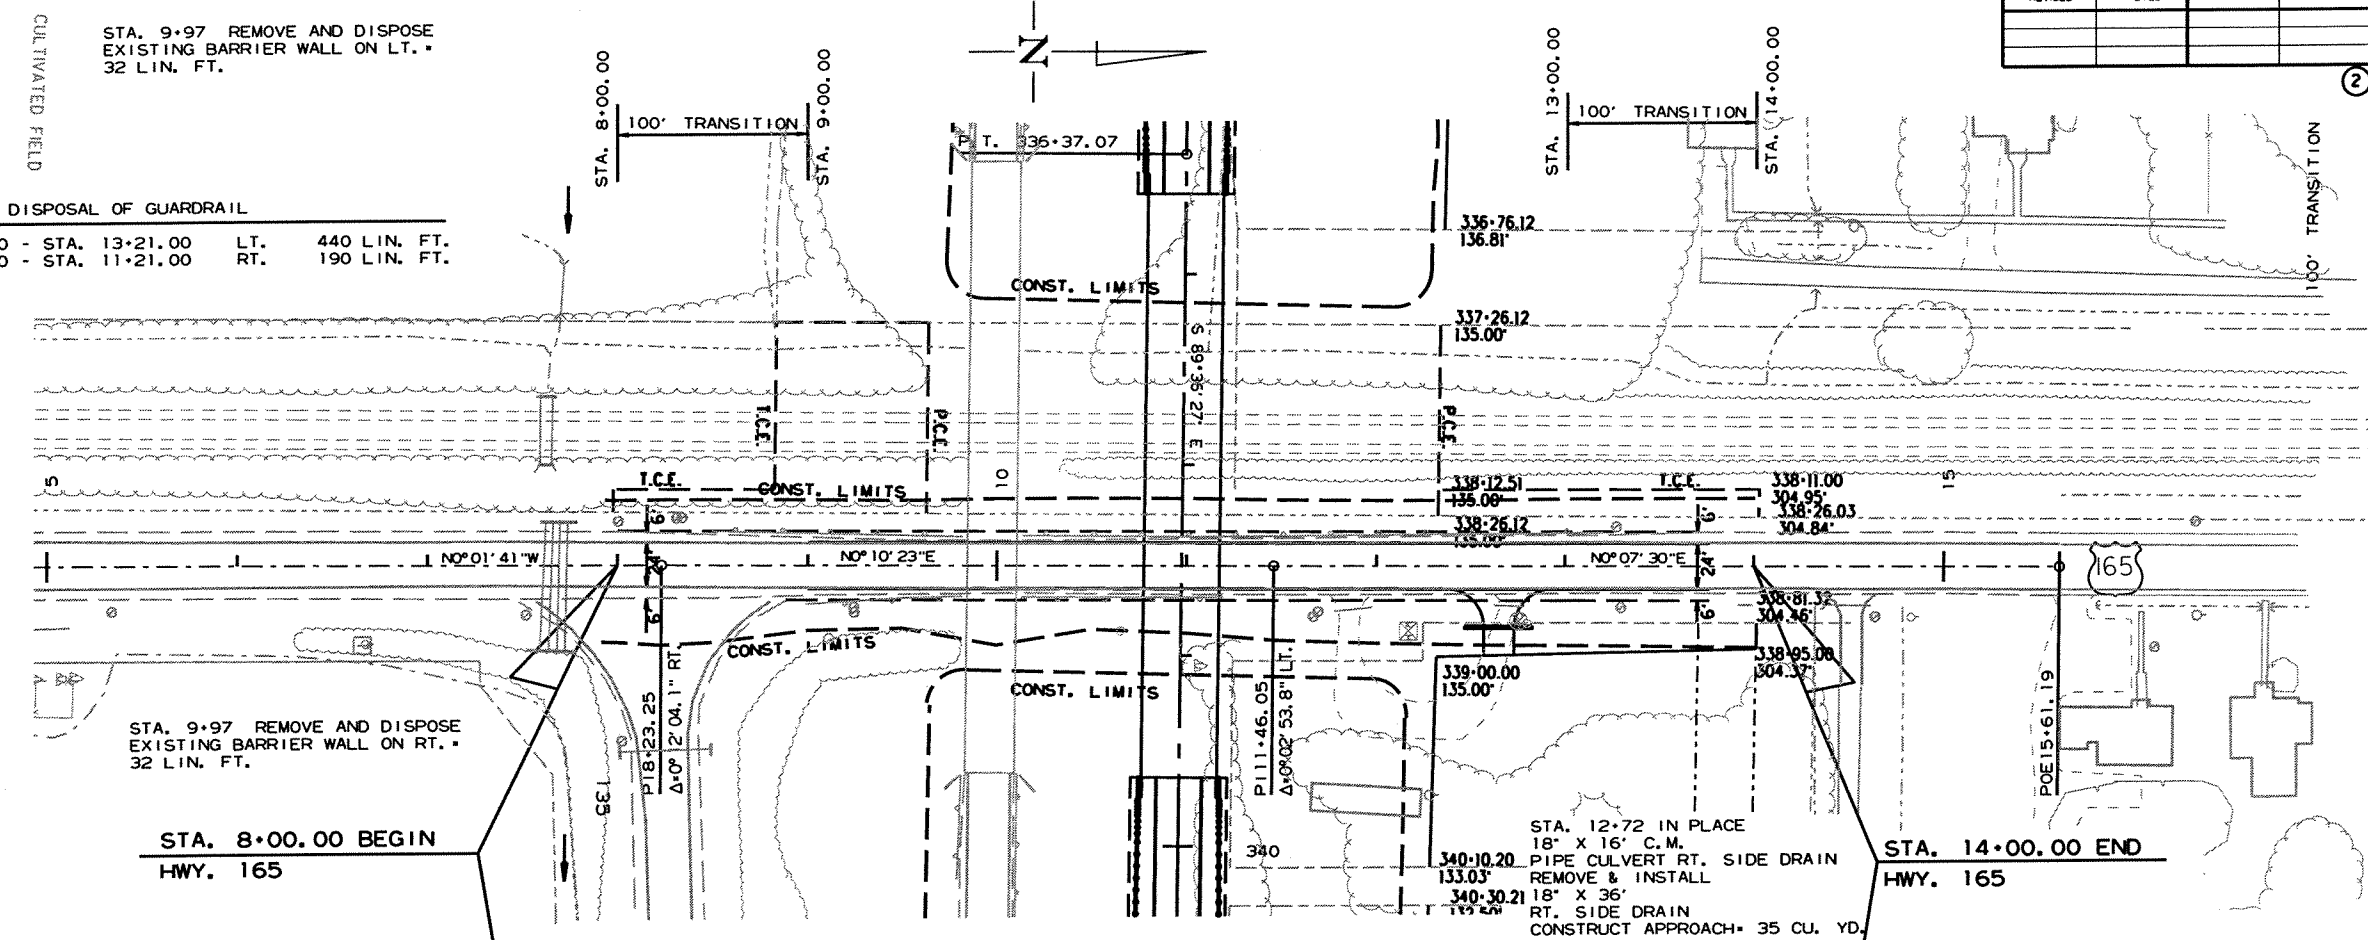 CULTIVATED FIELD
STA. 9+97 REMOVE AND DISPOSE
EXISTING BARRIER WALL ON LT. =
32 LIN. FT.
N
②
STA. 8+00.00
100' TRANSITION
STA. 9+00.00
STA. 13+00.00
100' TRANSITION
STA. 14+00.00
100' TRANSITION
P.T. 336+37.07
DISPOSAL OF GUARDRAIL
0 - STA. 13+21.00 LT. 440 LIN. FT.
0 - STA. 11+21.00 RT. 190 LIN. FT.
336+76.12
136.81'
CONST. LIMITS
337+26.12
135.00'
S 89°36'27" E
T.C.E.
P.C.E.
P.C.E.
5
T.C.E.
CONST. LIMITS
10
338+12.51
135.00'
T.C.E.
338+11.00
304.95'
338+26.03
304.84'
15
338+26.12
135.00'
6'
24'
6'
6'
24'
6'
N0°01'41"W
N0°10'23"E
N0°07'30"E
165
338+81.32
304.46'
338+95.00
304.37'
CONST. LIMITS
CONST. LIMITS
339+00.00
135.00'
PI 8+23.25
Δ=0°12'04.1" RT.
PI 11+46.05
Δ=0°02'53.8" LT.
POE 15+61.19
STA. 9+97 REMOVE AND DISPOSE
EXISTING BARRIER WALL ON RT. =
32 LIN. FT.
135
STA. 8+00.00 BEGIN
HWY. 165
340
340+10.20
133.03'
340+30.21
132.50'
STA. 12+72 IN PLACE
18" X 16' C.M.
PIPE CULVERT RT. SIDE DRAIN
REMOVE & INSTALL
18" X 36'
RT. SIDE DRAIN
CONSTRUCT APPROACH= 35 CU. YD.
STA. 14+00.00 END
HWY. 165